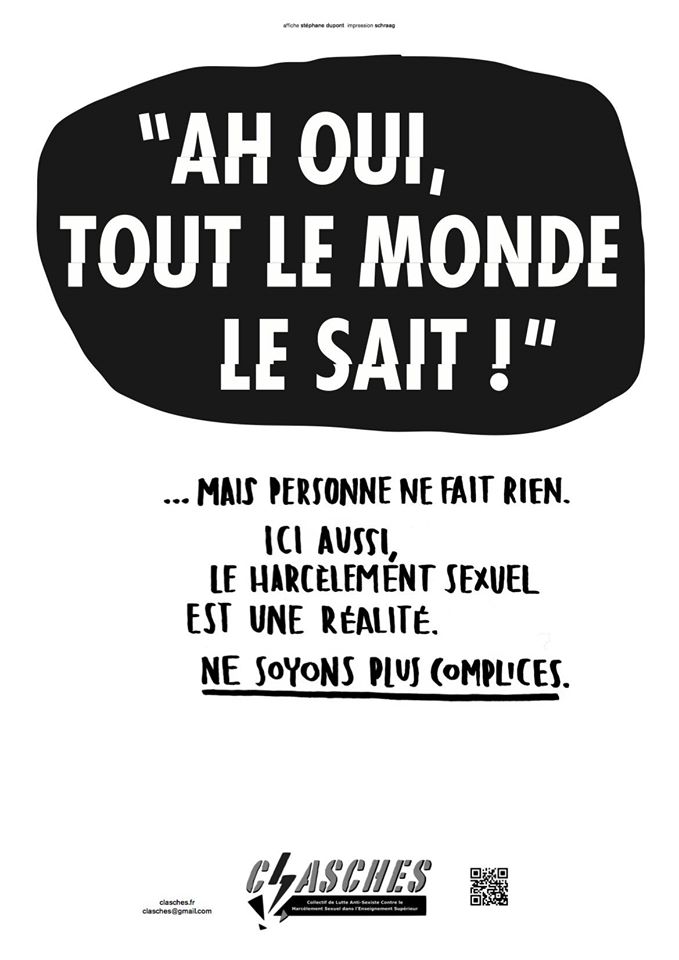 affiche stéphane dupont impression schraag
"AH OUI,
TOUT LE MONDE
LE SAIT !"
... MAIS PERSONNE NE FAIT RIEN.
ICI AUSSI,
LE HARCÈLEMENT SEXUEL
EST UNE RÉALITÉ.
NE SOYONS PLUS COMPLICES.
CLASCHES
Collectif de Lutte Anti-Sexiste Contre le
Harcèlement Sexuel dans l'Enseignement Supérieur
clasches.fr
clasches@gmail.com